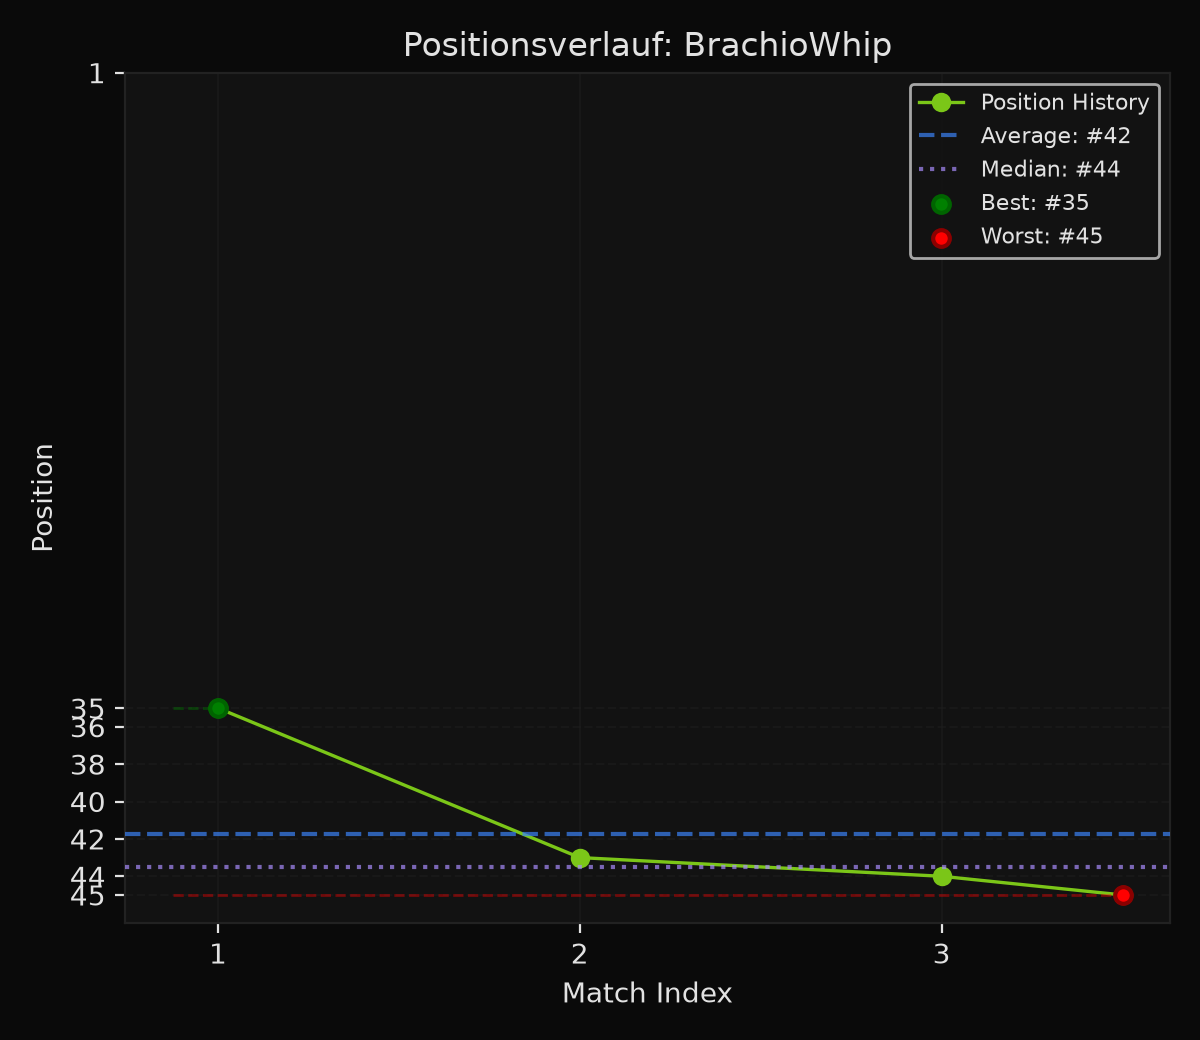 Positionsverlauf: BrachioWhip
1
Position History
Average: #42
Median: #44
Best: #35
Worst: #45
Position
35
36
38
40
42
44
45
1 2 3
Match Index